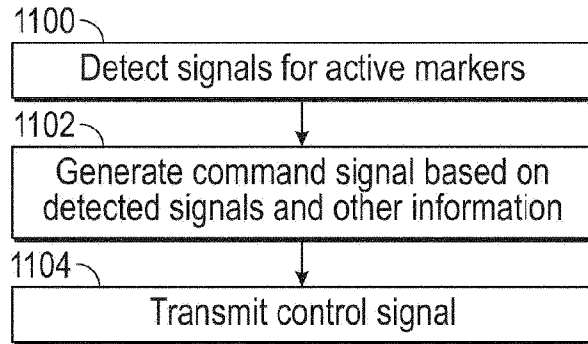 1100
Detect signals for active markers
1102
Generate command signal based on
detected signals and other information
1104
Transmit control signal